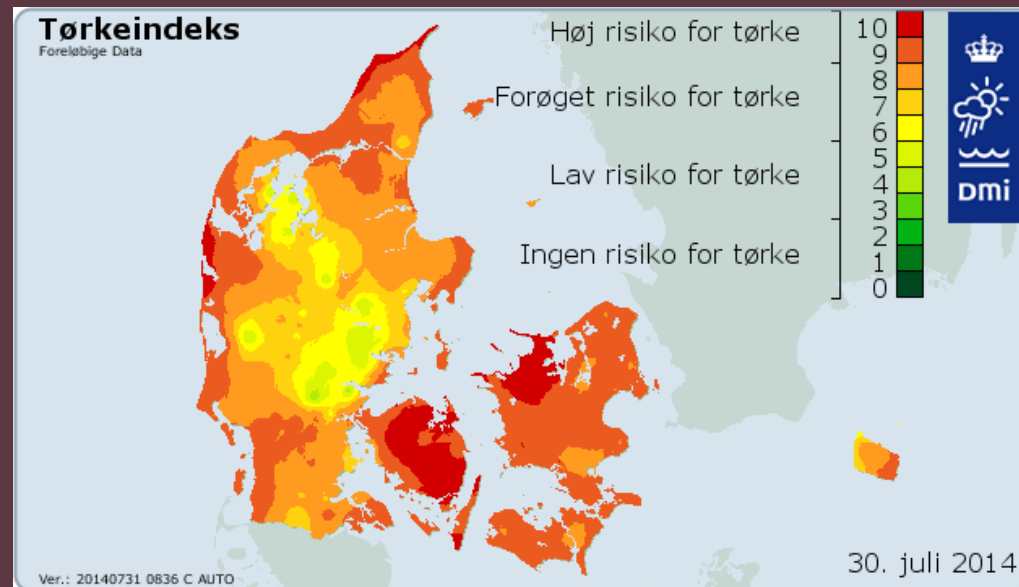 Tørkeindeks
Foreløbige Data
Høj risiko for tørke
Forøget risiko for tørke
Lav risiko for tørke
Ingen risiko for tørke
10
9
8
7
6
5
4
3
2
1
0
DMi
30. juli 2014
Ver.: 20140731 0836 C AUTO